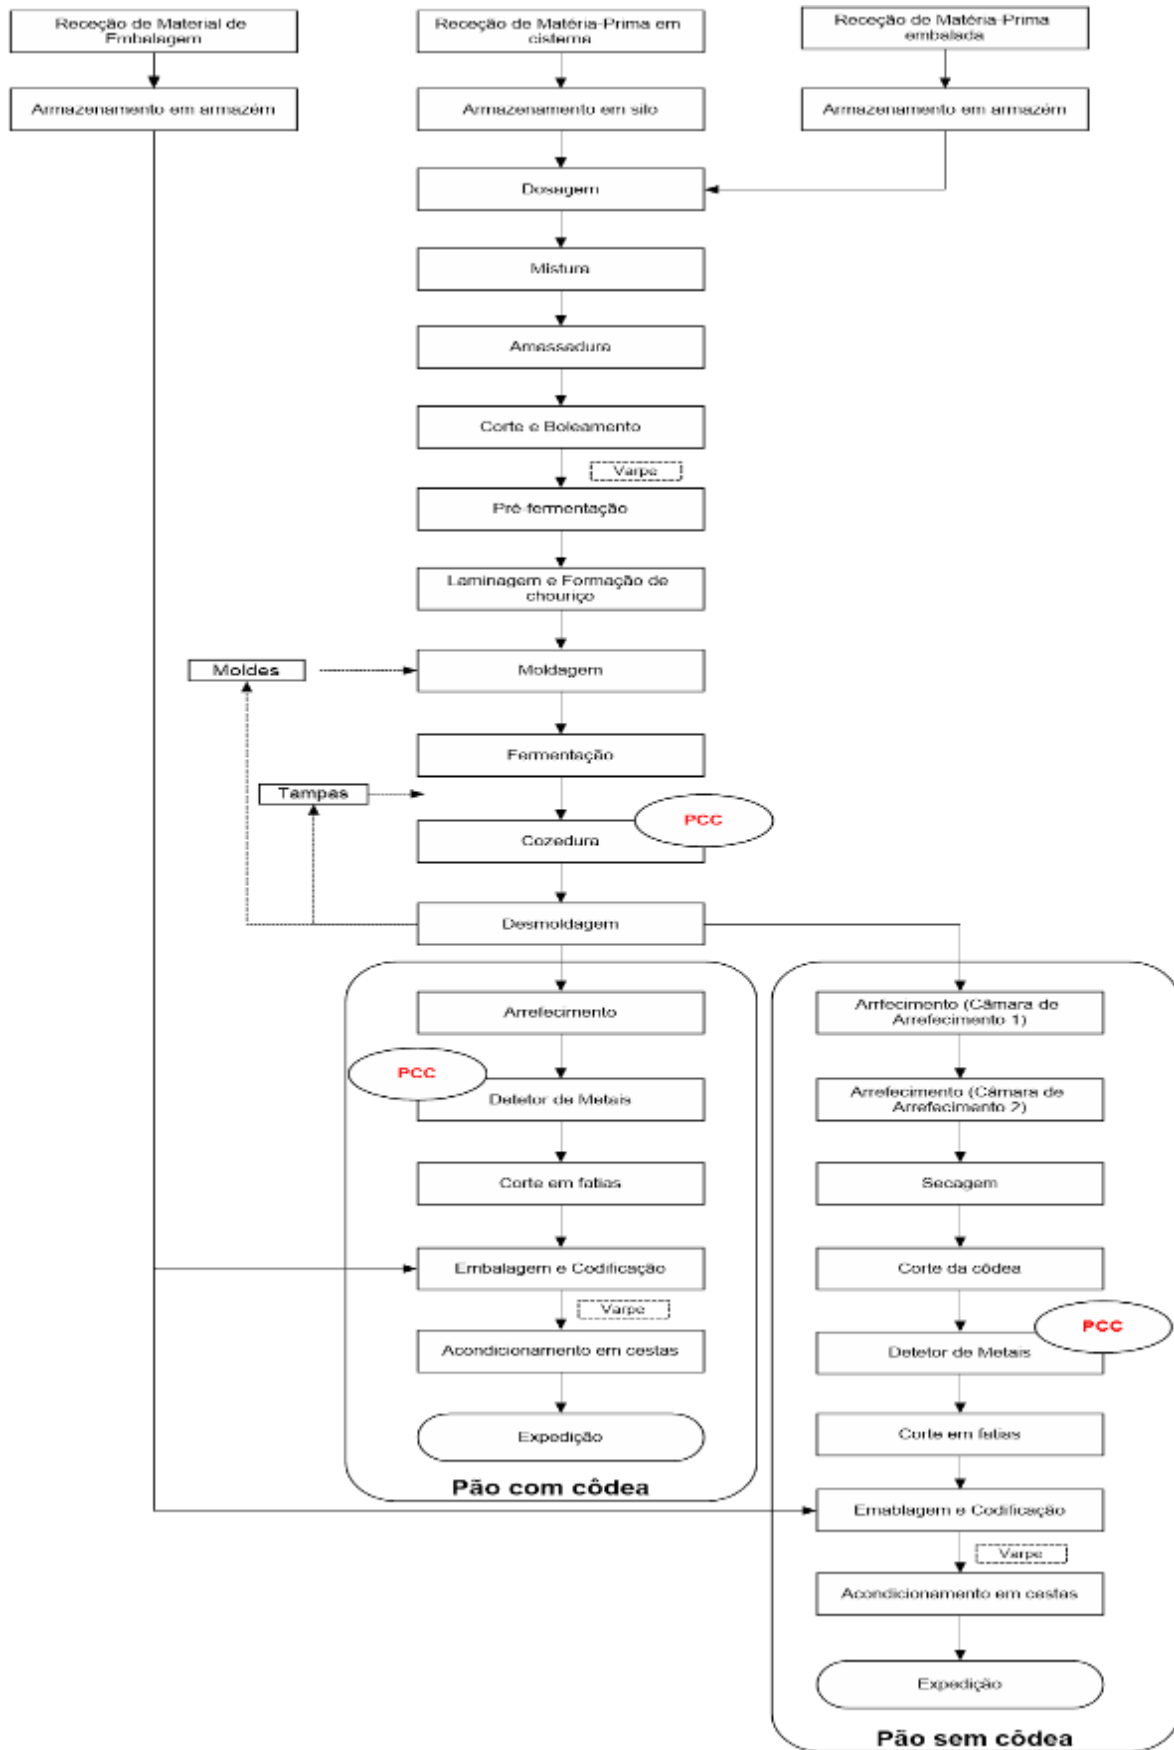 Receção de Material de
Embalagem
Receção de Matéria-Prima em
cisterna
Receção de Matéria-Prima
embalada
Armazenamento em armazém
Armazenamento em silo
Armazenamento em armazém
Dosagem
Mistura
Amassadura
Corte e Boleamento
Varpe
Pré-fermentação
Laminagem e Formação de
chouriço
Moldes
Moldagem
Fermentação
Tampas
PCC
Cozedura
Desmoldagem
Arrefecimento
PCC
Detetor de Metais
Corte em fatias
Embalagem e Codificação
Varpe
Acondicionamento em cestas
Expedição
Pão com côdea
Arrfecimento (Câmara de
Arrefecimento 1)
Arrefecimento (Câmara de
Arrefecimento 2)
Secagem
Corte da côdea
PCC
Detetor de Metais
Corte em fatias
Emablagem e Codificação
Varpe
Acondicionamento em cestas
Expedição
Pão sem côdea